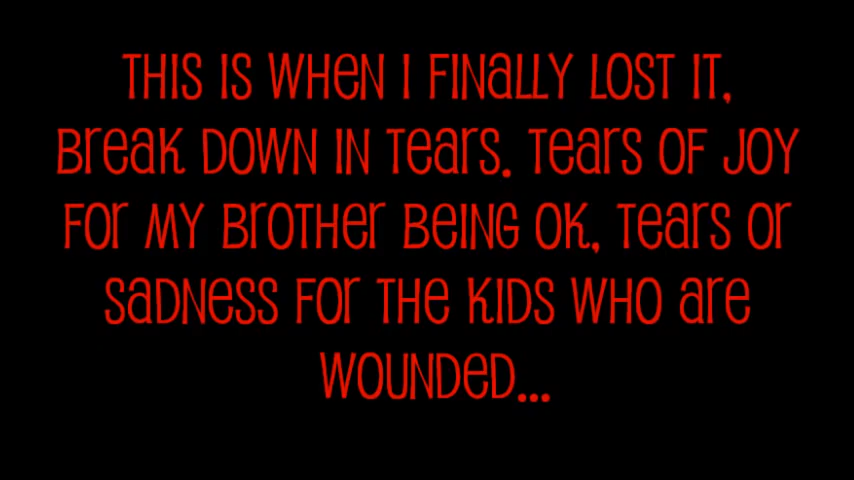 THIS IS WHEN I FINALLY LOST IT,
BREAK DOWN IN TEARS. TEARS OF JOY
FOR MY BROTHER BEING OK, TEARS OR
SADNESS FOR THE KIDS WHO ARE
WOUNDED...